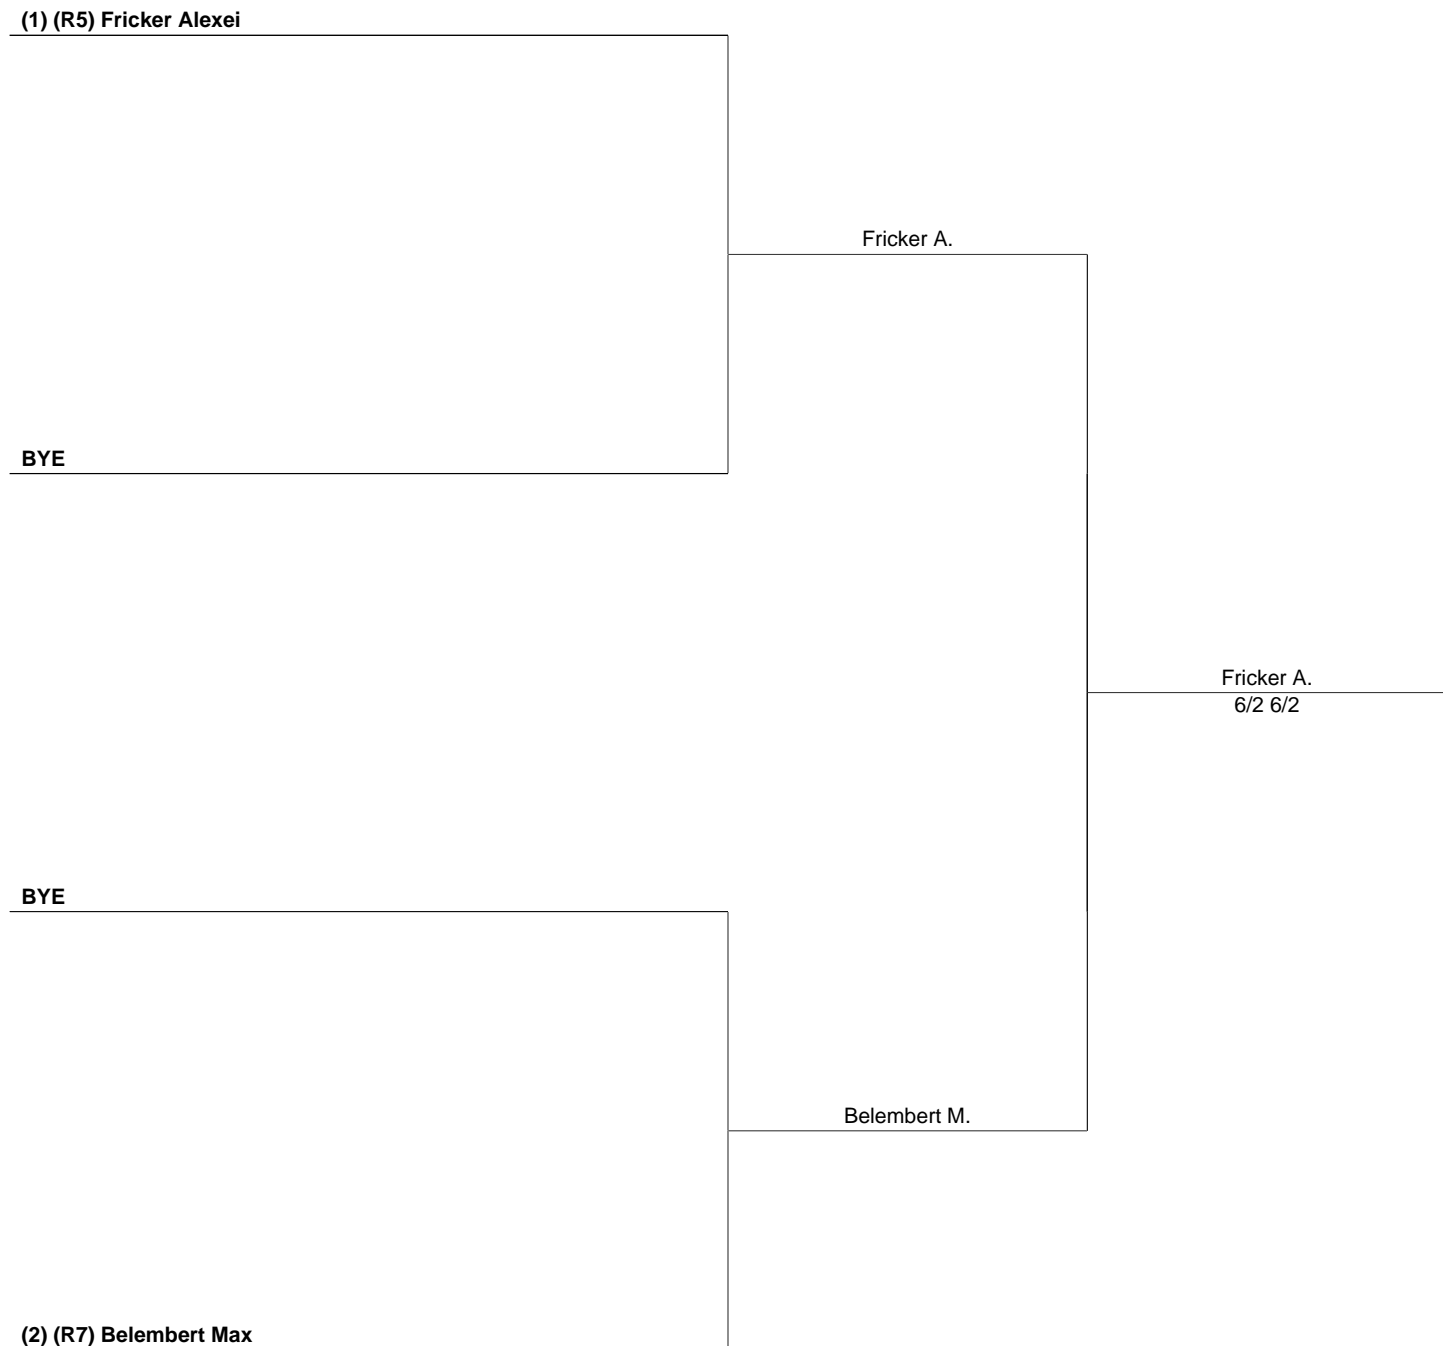 (1) (R5) Fricker Alexei
Fricker A.
BYE
Fricker A.
6/2 6/2
BYE
Belembert M.
(2) (R7) Belembert Max